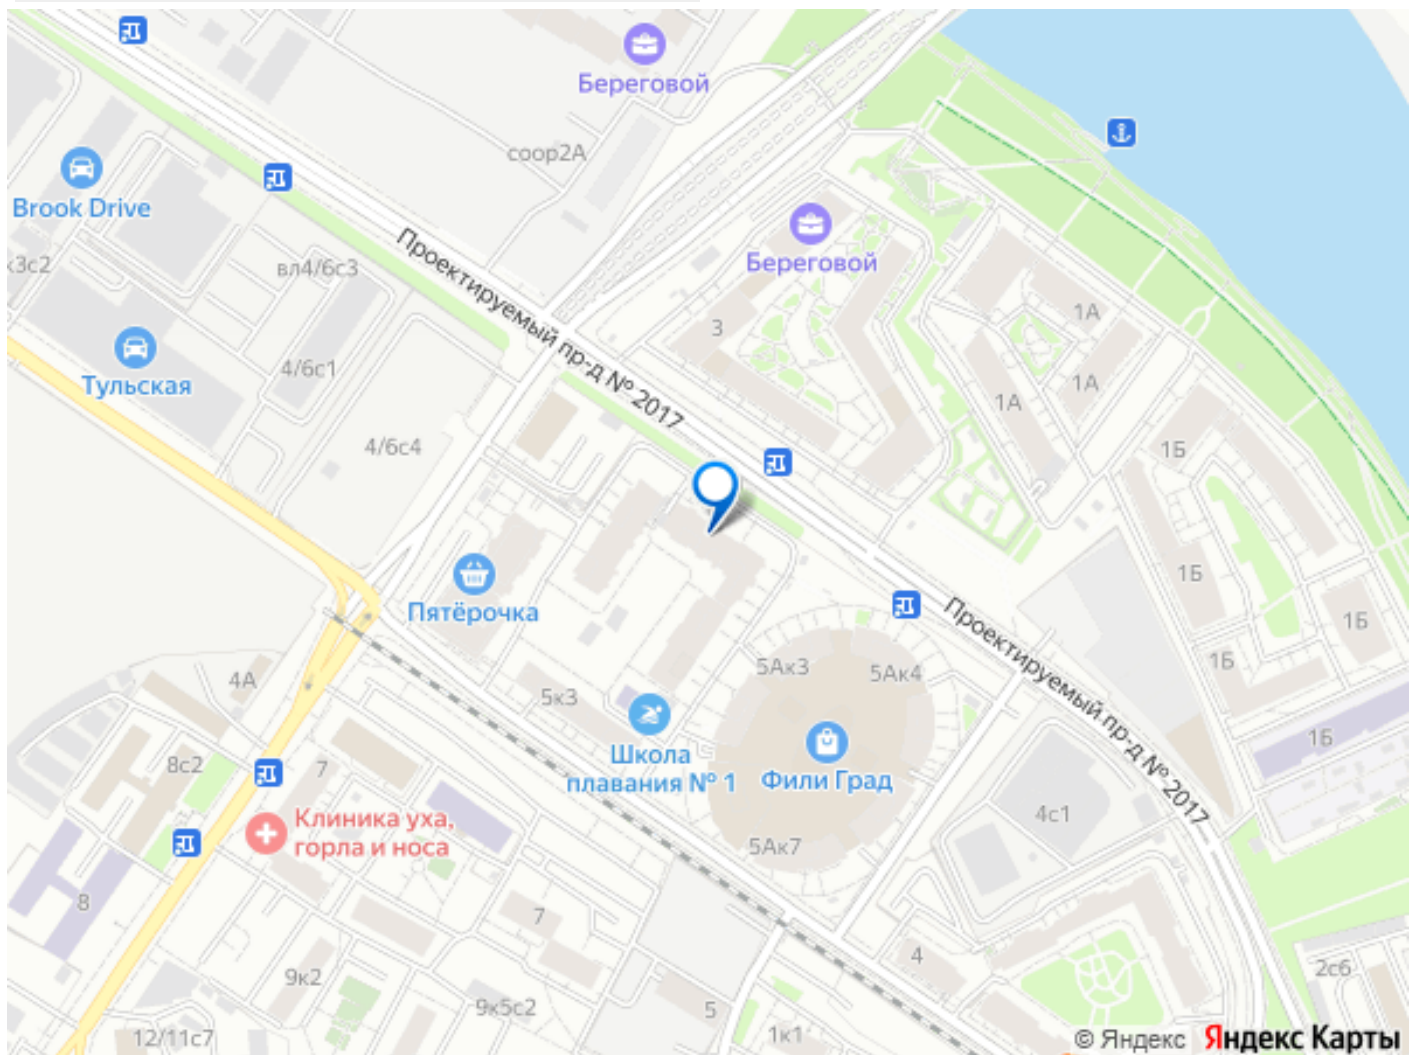 Береговой
соор2А
Brook Drive
к3с2
вл4/6с3
Проектируемый пр-д № 2017
Береговой
3
1А
1А
1А
Тульская
4/6с1
4/6с4
1Б
1Б
1Б
1Б
1Б
Пятёрочка
Проектируемый пр-д № 2017
4А
5к3
5Ак3
5Ак4
Школа
плавания № 1
Фили Град
8с2
7
Клиника уха,
горла и носа
4с1
5Ак7
8
7
9к2
9к5с2
5
4
1к1
2с6
12/11с7
© Яндекс Яндекс Карты